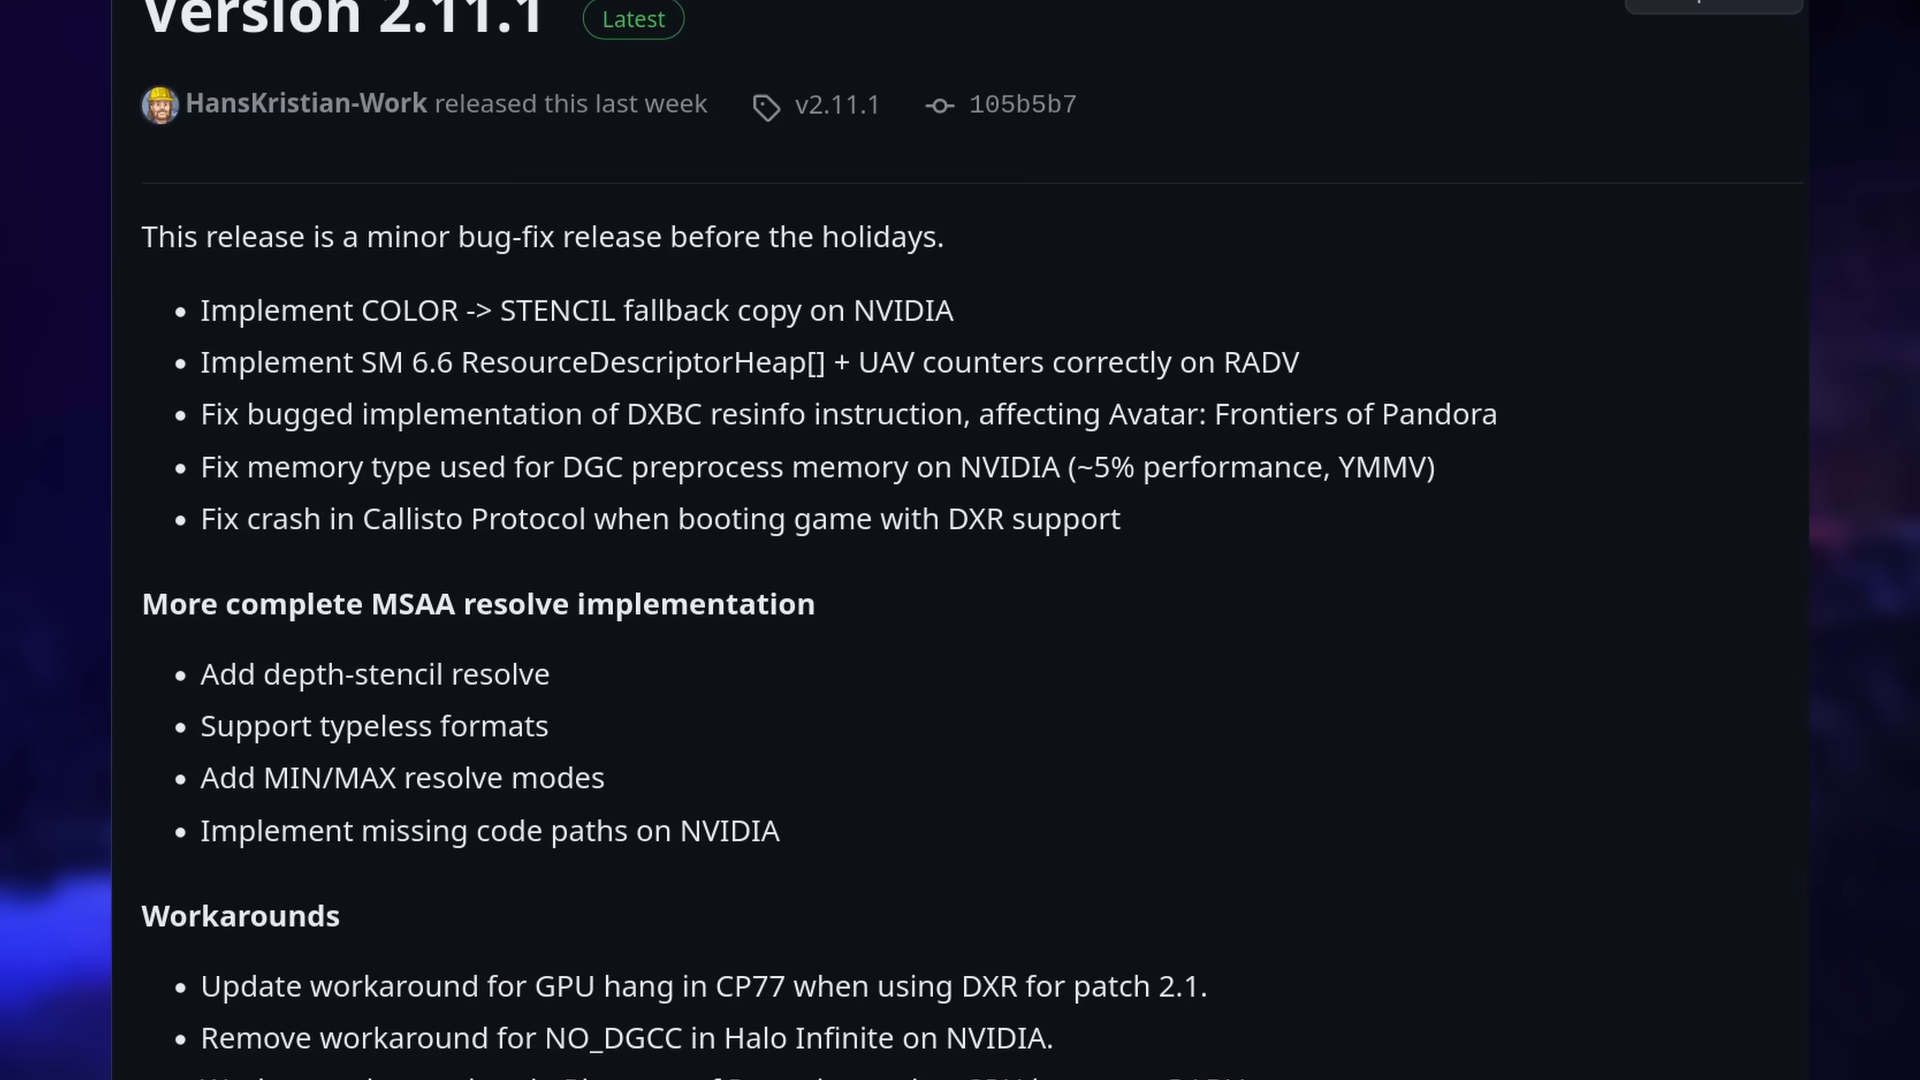 Version 2.11.1 Latest
HansKristian-Work released this last week v2.11.1 105b5b7
This release is a minor bug-fix release before the holidays.
• Implement COLOR -> STENCIL fallback copy on NVIDIA
• Implement SM 6.6 ResourceDescriptorHeap[] + UAV counters correctly on RADV
• Fix bugged implementation of DXBC resinfo instruction, affecting Avatar: Frontiers of Pandora
• Fix memory type used for DGC preprocess memory on NVIDIA (~5% performance, YMMV)
• Fix crash in Callisto Protocol when booting game with DXR support
More complete MSAA resolve implementation
• Add depth-stencil resolve
• Support typeless formats
• Add MIN/MAX resolve modes
• Implement missing code paths on NVIDIA
Workarounds
• Update workaround for GPU hang in CP77 when using DXR for patch 2.1.
• Remove workaround for NO_DGCC in Halo Infinite on NVIDIA.